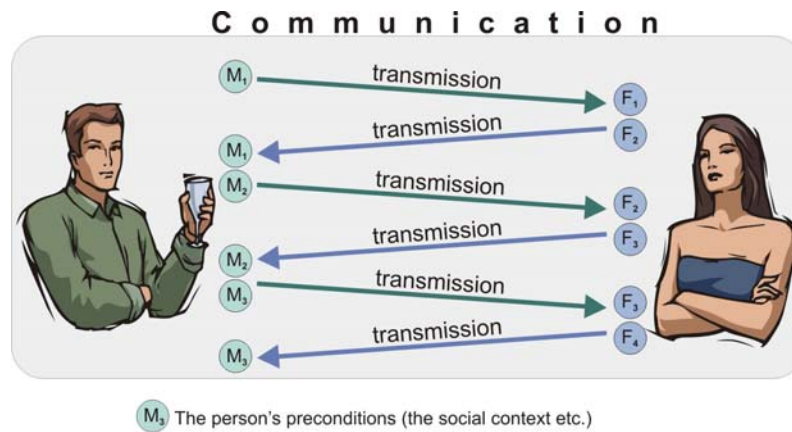 Communication
M₁
transmission
F₁
transmission
F₂
M₁
M₂
transmission
F₂
transmission
F₃
M₂
M₃
transmission
F₃
transmission
F₄
M₃
M₃ The person's preconditions (the social context etc.)